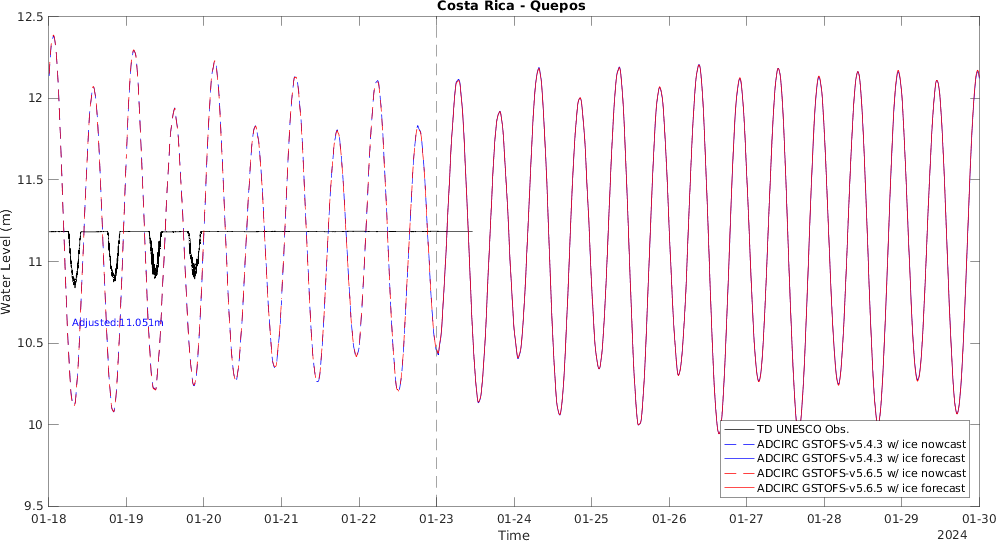 Costa Rica - Quepos
12.5
12
11.5
11
10.5
10
9.5
Water Level (m)
Adjusted:11.051m
TD UNESCO Obs.
ADCIRC GSTOFS-v5.4.3 w/ ice nowcast
ADCIRC GSTOFS-v5.4.3 w/ ice forecast
ADCIRC GSTOFS-v5.6.5 w/ ice nowcast
ADCIRC GSTOFS-v5.6.5 w/ ice forecast
01-18 01-19 01-20 01-21 01-22 01-23 01-24 01-25 01-26 01-27 01-28 01-29 01-30
Time
2024